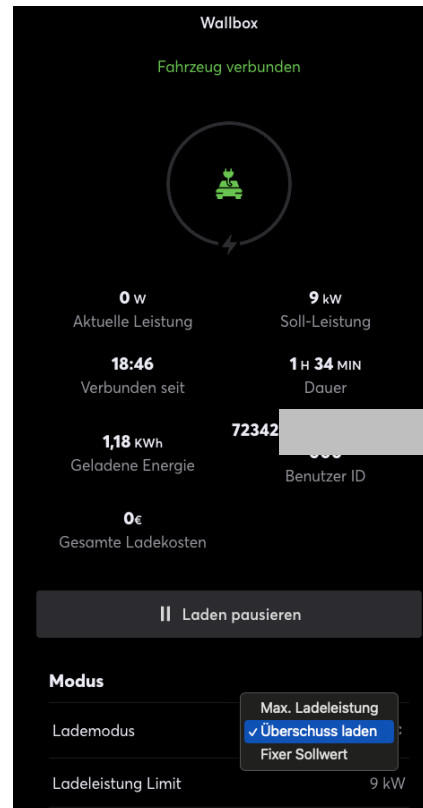 Wallbox
Fahrzeug verbunden
0 W 9 kW
Aktuelle Leistung Soll-Leistung
18:46 1 H 34 MIN
Verbunden seit Dauer
72342
1,18 KWh
Geladene Energie Benutzer ID
0€
Gesamte Ladekosten
Laden pausieren
Modus
Max. Ladeleistung
Lademodus ✓ Überschuss laden
Fixer Sollwert
Ladeleistung Limit 9 kW